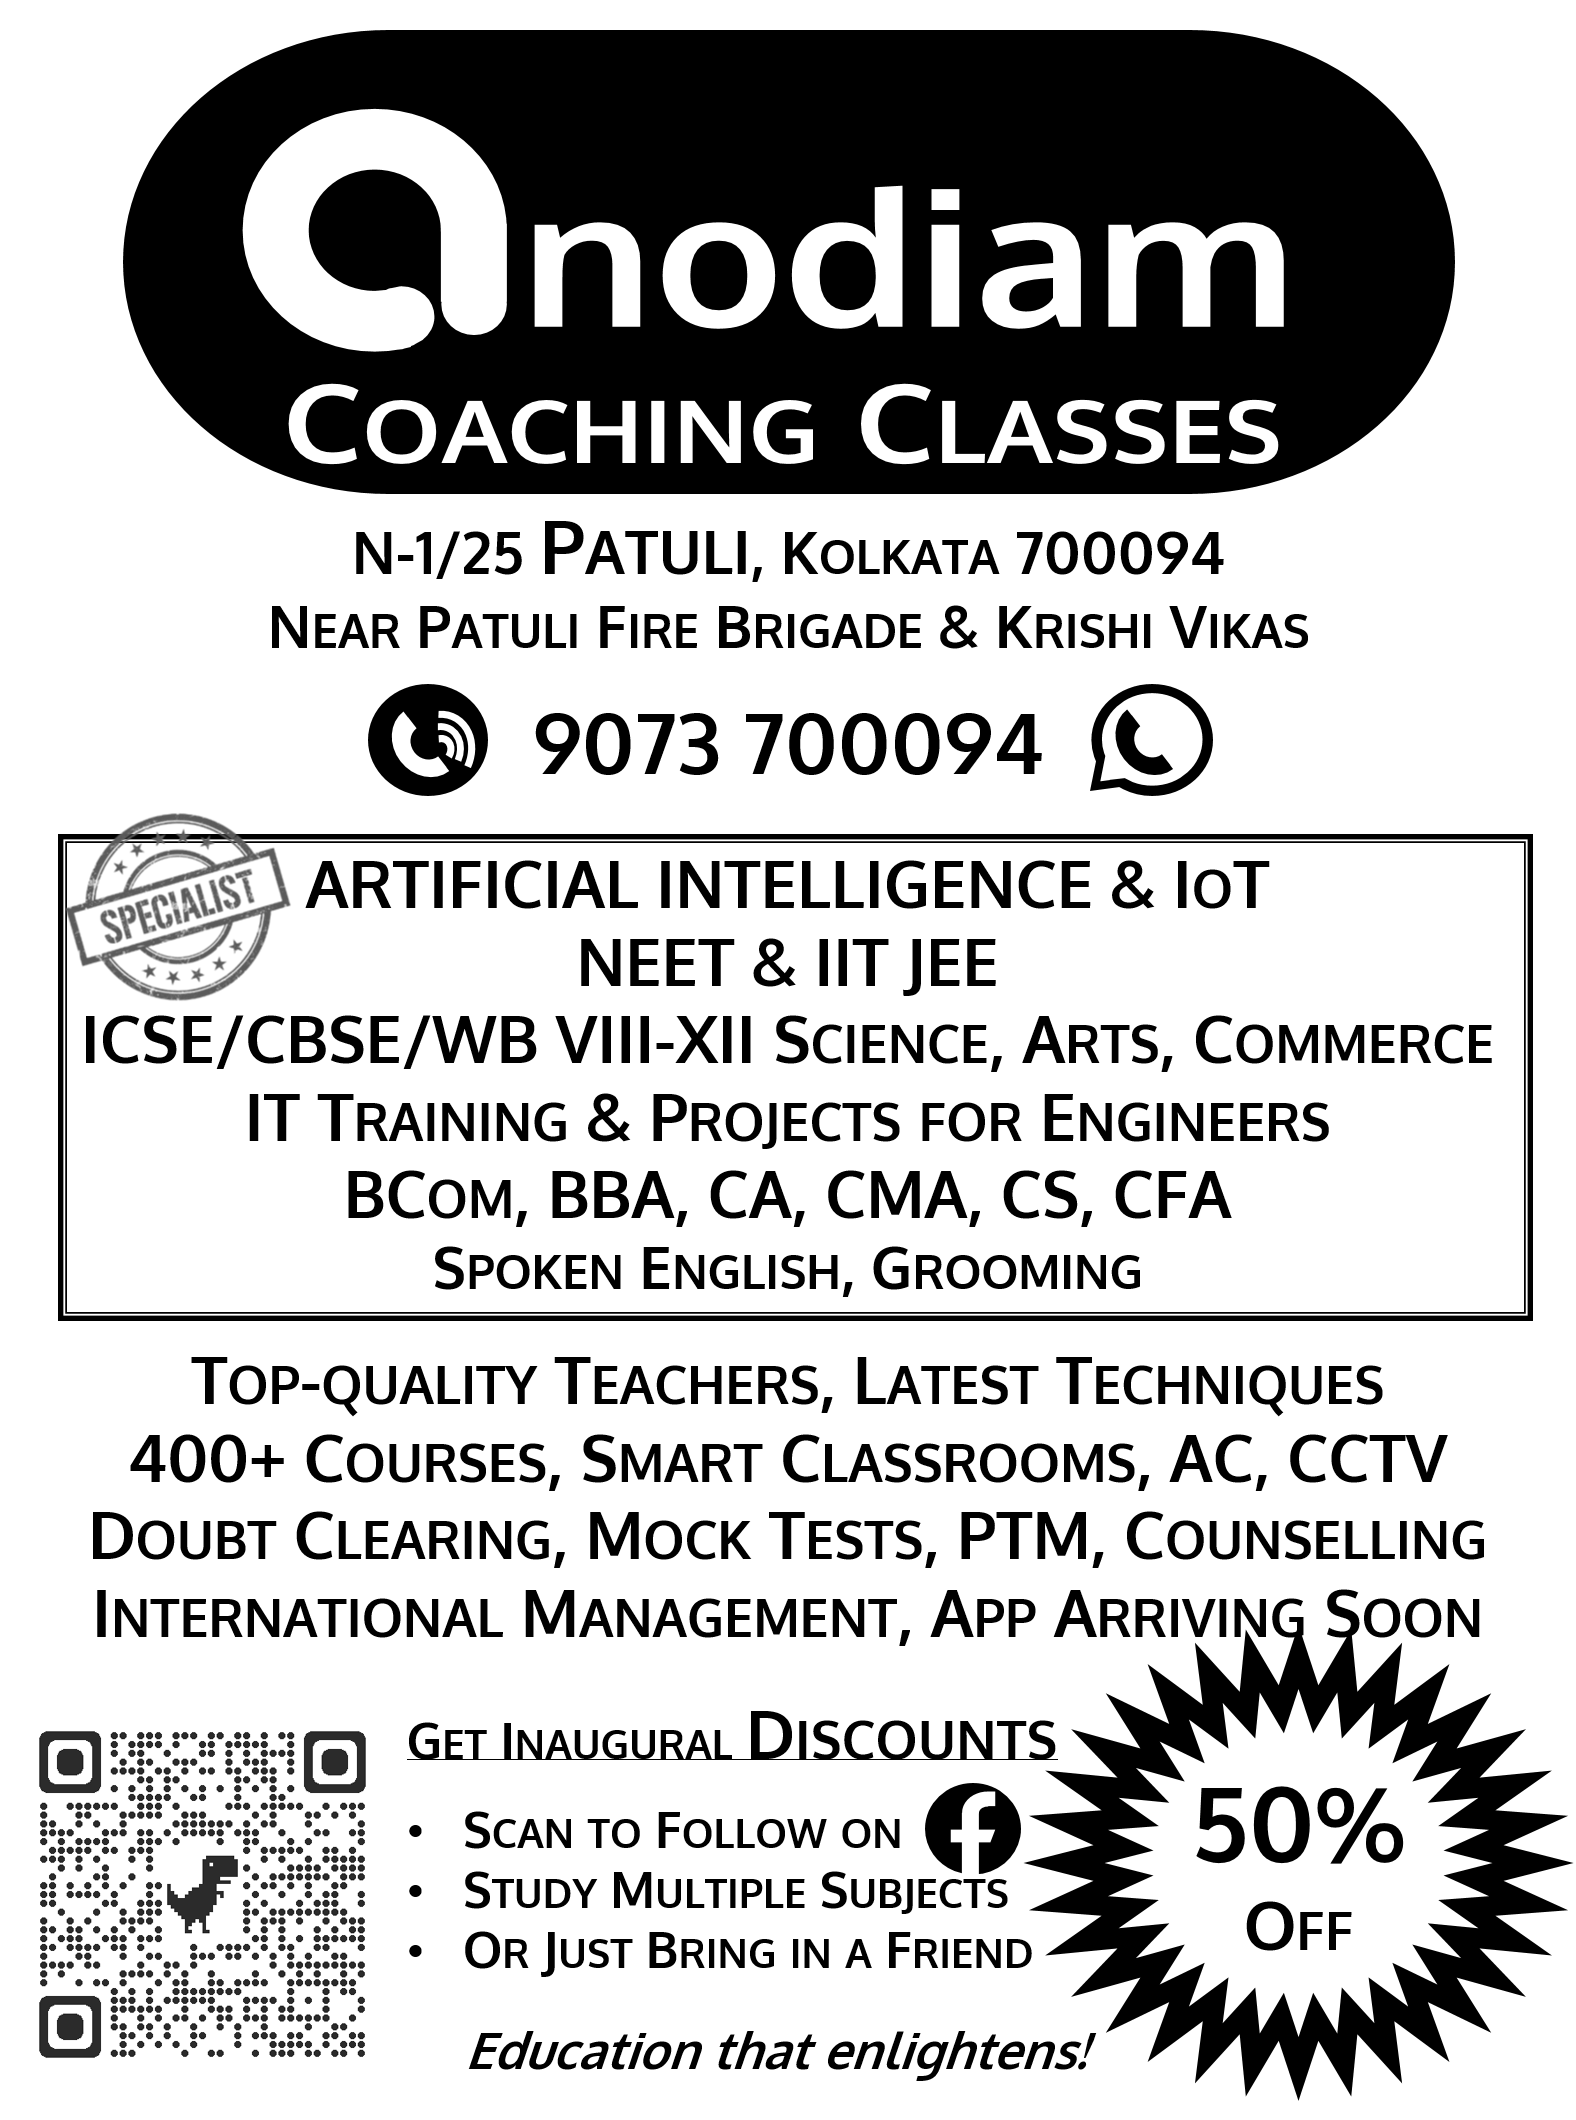 anodiam
COACHING CLASSES
N-1/25 PATULI, KOLKATA 700094
NEAR PATULI FIRE BRIGADE & KRISHI VIKAS
9073 700094
SPECIALIST
ARTIFICIAL INTELLIGENCE & IoT
NEET & IIT JEE
ICSE/CBSE/WB VIII-XII SCIENCE, ARTS, COMMERCE
IT TRAINING & PROJECTS FOR ENGINEERS
BCOM, BBA, CA, CMA, CS, CFA
SPOKEN ENGLISH, GROOMING
TOP-QUALITY TEACHERS, LATEST TECHNIQUES
400+ COURSES, SMART CLASSROOMS, AC, CCTV
DOUBT CLEARING, MOCK TESTS, PTM, COUNSELLING
INTERNATIONAL MANAGEMENT, APP ARRIVING SOON
GET INAUGURAL DISCOUNTS
• SCAN TO FOLLOW ON f
• STUDY MULTIPLE SUBJECTS
• OR JUST BRING IN A FRIEND
50%
OFF
Education that enlightens!